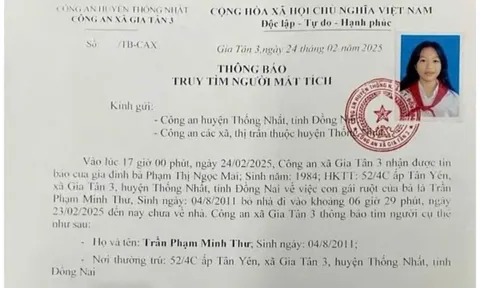 CÔNG AN HUYỆN THỐNG NHẤT
CÔNG AN XÃ GIA TÂN 3
CỘNG HÒA XÃ HỘI CHỦ NGHĨA VIỆT NAM
Độc lập - Tự do - Hạnh phúc
Số: /TB-CAX
Gia Tân 3, ngày 24 tháng 02 năm 2025
THÔNG BÁO
TRUY TÌM NGƯỜI MẤT TÍCH
Kính gửi:
- Công an huyện Thống Nhất, tỉnh Đồng
- Công an các xã, thị trấn thuộc huyện Thống
Vào lúc 17 giờ 00 phút, ngày 24/02/2025, Công an xã Gia Tân 3 nhận được tin
báo của gia đình bà Phạm Thị Ngọc Mai; Sinh năm: 1984; HKTT: 52/4C ấp Tân Yên,
xã Gia Tân 3, huyện Thống Nhất, tỉnh Đồng Nai về việc con gái ruột của bà là Trần
Phạm Minh Thư, Sinh ngày: 04/8/2011 bỏ nhà đi vào khoảng 06 giờ 29 phút, ngày
23/02/2025 đến nay chưa về nhà. Công an xã Gia Tân 3 thông báo tìm người cụ thể
như sau:
- Họ và tên: Trần Phạm Minh Thư; Sinh ngày: 04/8/2011;
- Nơi thường trú: 52/4C ấp Tân Yên, xã Gia Tân 3, huyện Thống Nhất, tỉnh
Đồng Nai